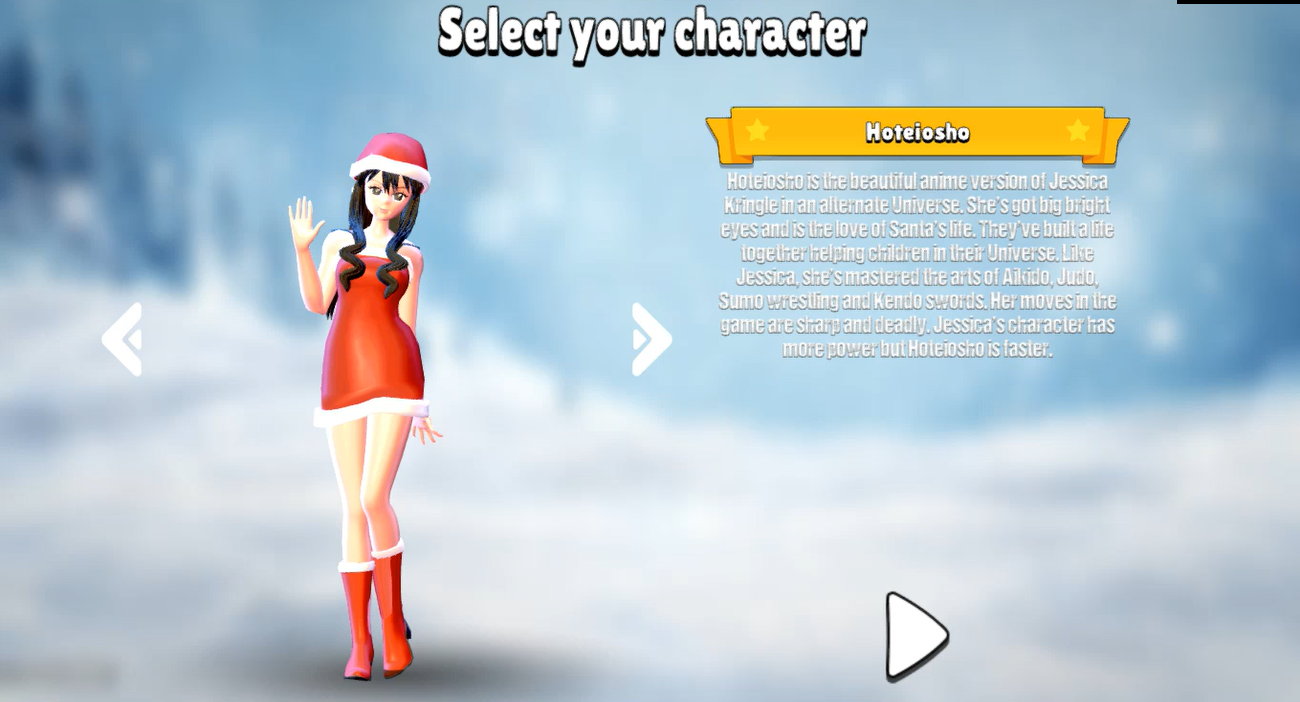 Select your character
Hoteiosho
Hoteiosho is the beautiful anime version of Jessica
Kringle in an alternate Universe. She's got big bright
eyes and is the love of Santa's life. They've built a life
together helping children in their Universe. Like
Jessica, she's mastered the arts of Aikido, Judo,
Sumo wrestling and Kendo swords. Her moves in the
game are sharp and deadly. Jessica's character has
more power but Hoteiosho is faster.